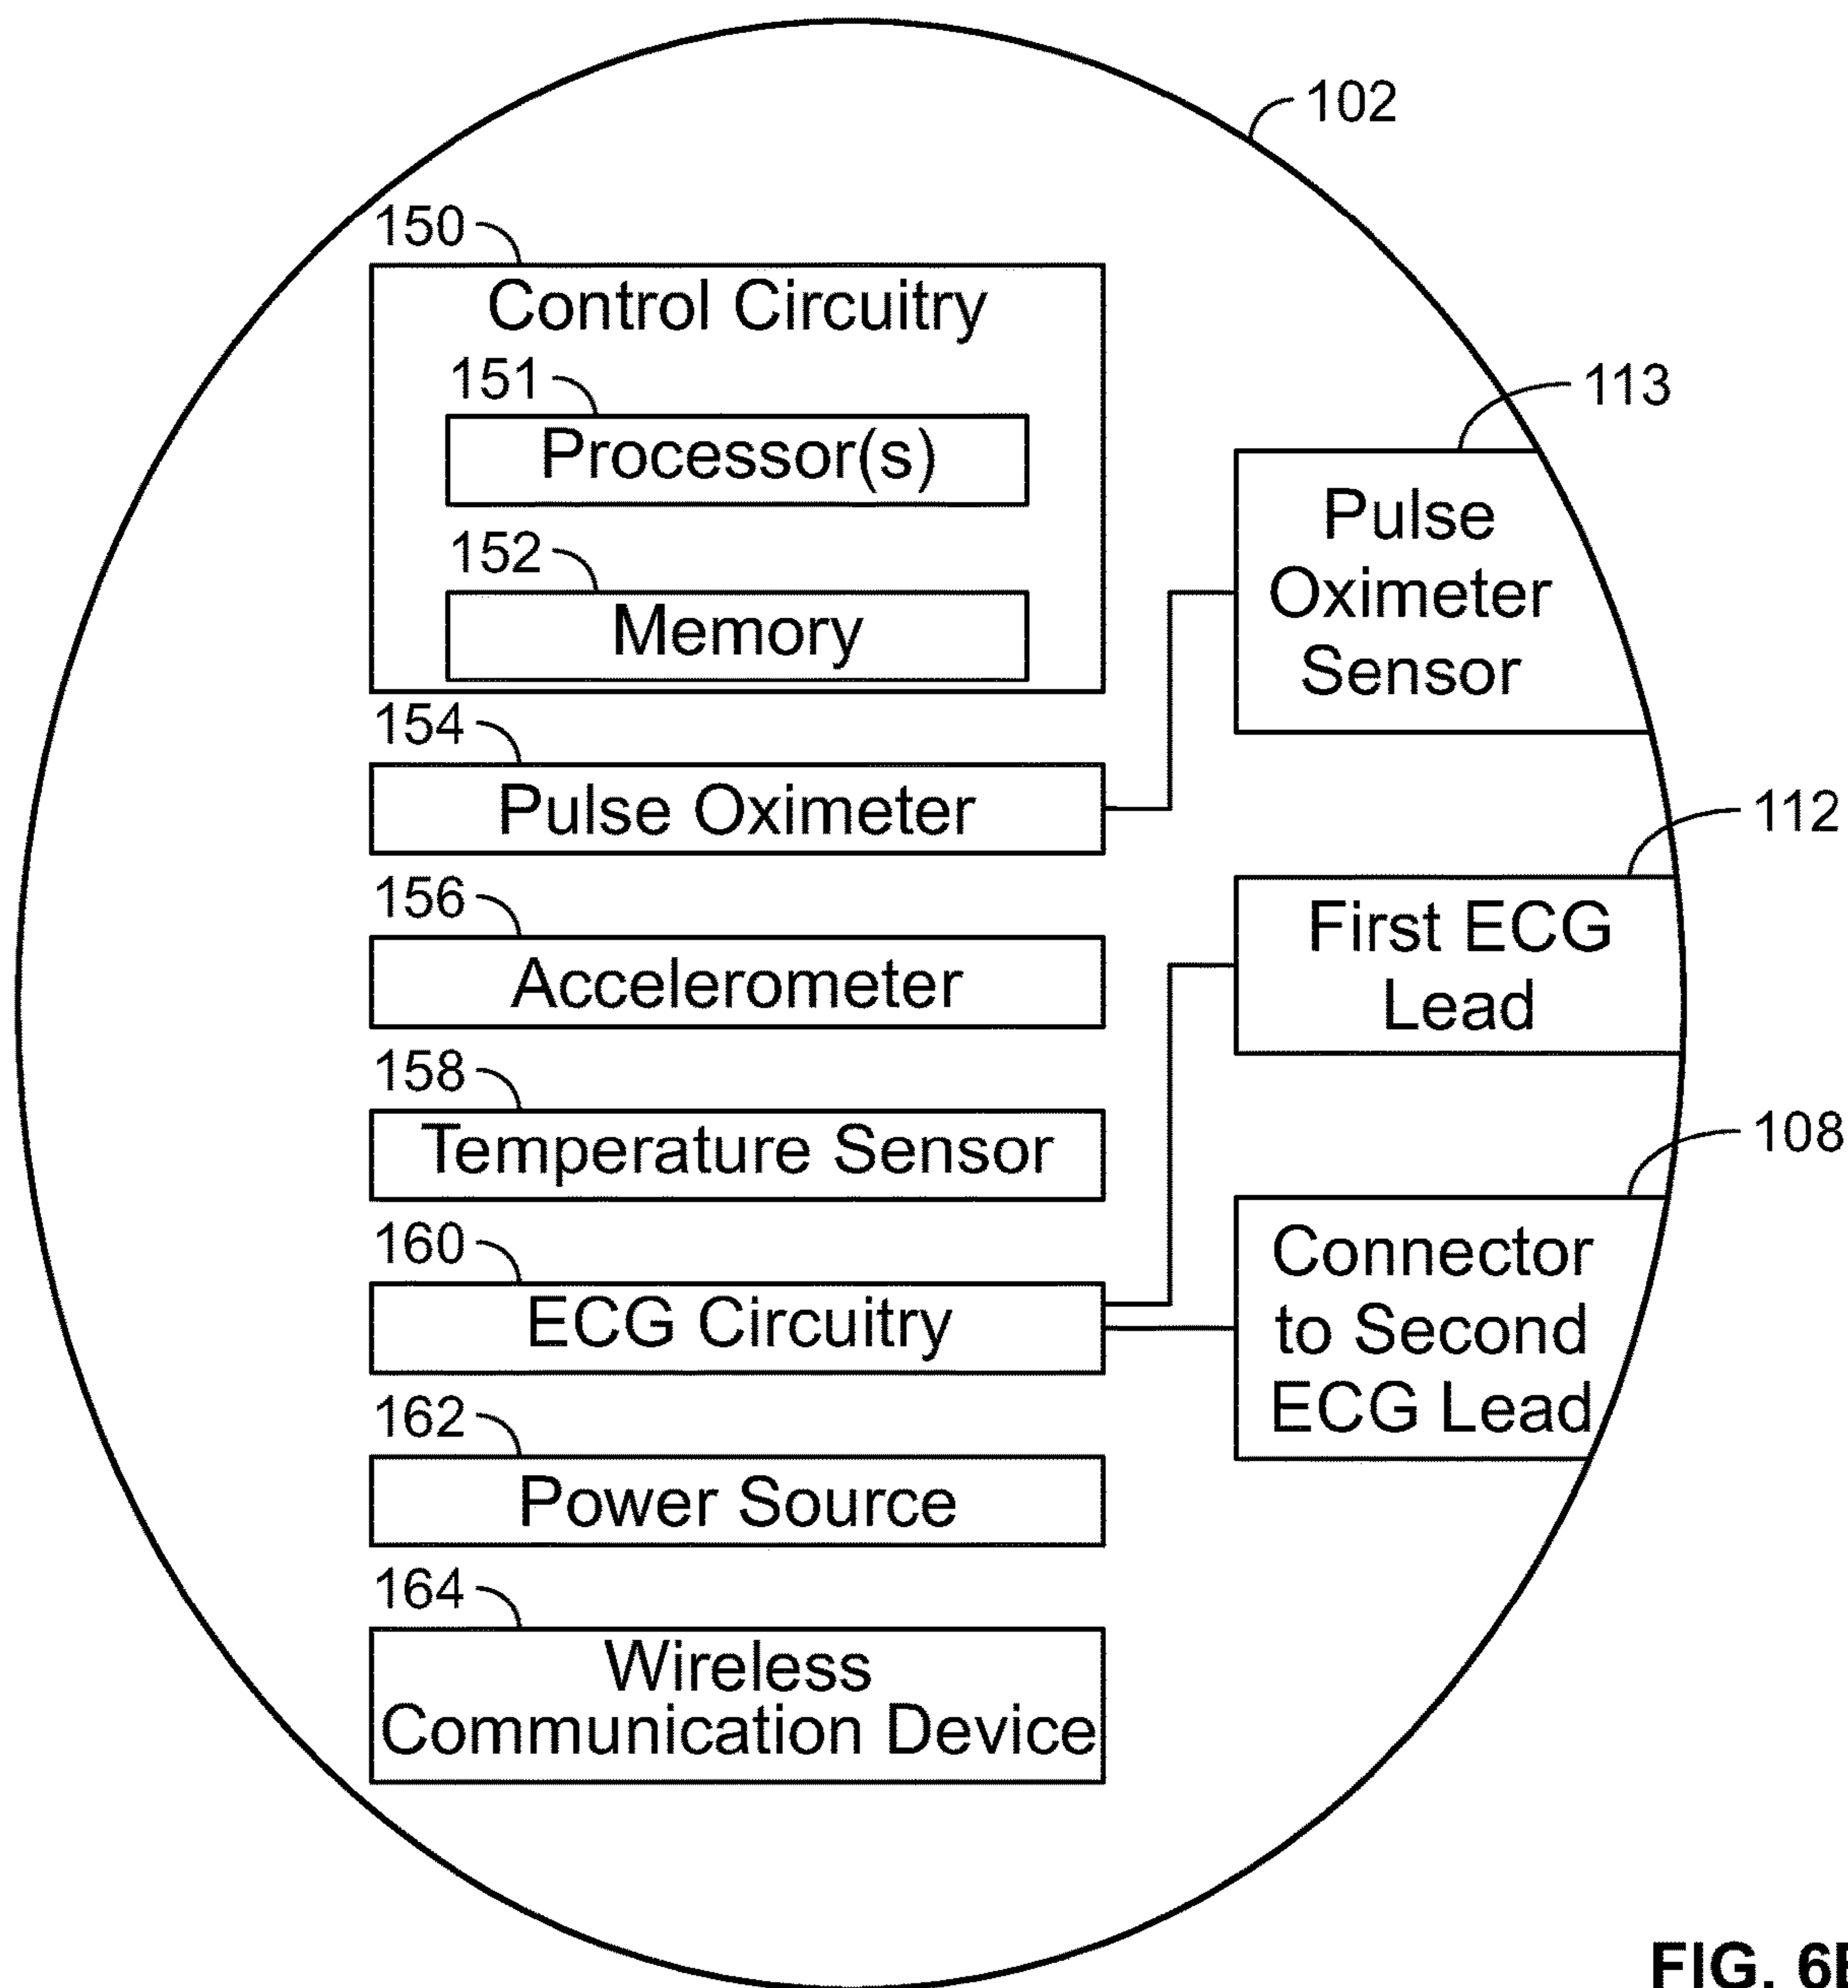 102
150
Control Circuitry
151
Processor(s)
152
Memory
113
Pulse
Oximeter
Sensor
154
Pulse Oximeter
112
156
Accelerometer
First ECG
Lead
158
Temperature Sensor
108
160
ECG Circuitry
Connector
to Second
ECG Lead
162
Power Source
164
Wireless
Communication Device
FIG. 6